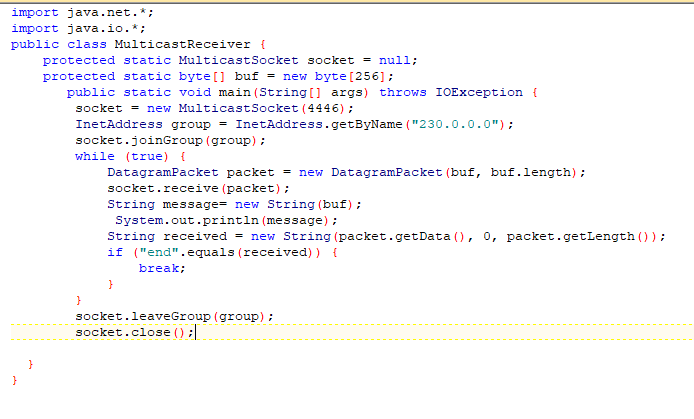 import java.net.*;
import java.io.*;
public class MulticastReceiver {
    protected static MulticastSocket socket = null;
    protected static byte[] buf = new byte[256];
       public static void main(String[] args) throws IOException {
        socket = new MulticastSocket(4446);
        InetAddress group = InetAddress.getByName("230.0.0.0");
        socket.joinGroup(group);
        while (true) {
            DatagramPacket packet = new DatagramPacket(buf, buf.length);
            socket.receive(packet);
            String message= new String(buf);
             System.out.println(message);
            String received = new String(packet.getData(), 0, packet.getLength());
            if ("end".equals(received)) {
                break;
            }
        }
        socket.leaveGroup(group);
        socket.close();
  }
}